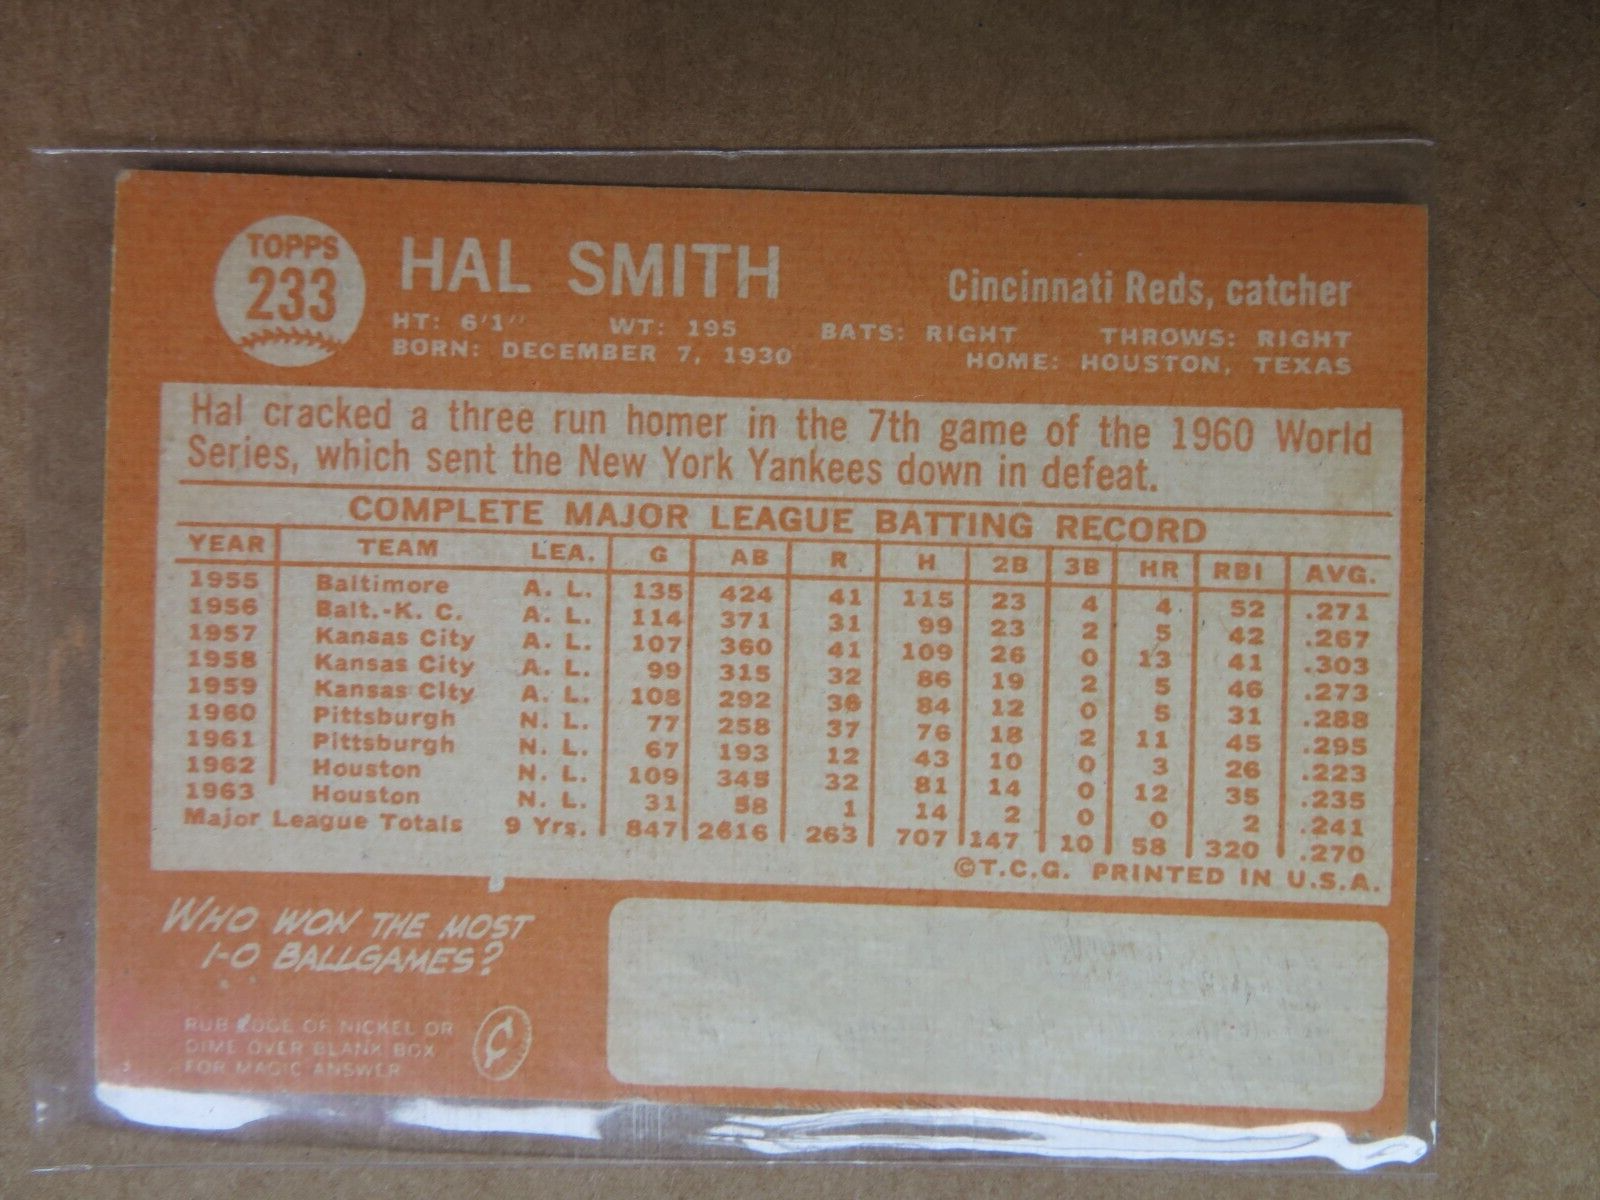 TOPPS
233
HAL SMITH
Cincinnati Reds, catcher
HT: 6'1" WT: 195 BATS: RIGHT THROWS: RIGHT
BORN: DECEMBER 7, 1930 HOME: HOUSTON, TEXAS
Hal cracked a three run homer in the 7th game of the 1960 World
Series, which sent the New York Yankees down in defeat.
COMPLETE MAJOR LEAGUE BATTING RECORD
YEAR TEAM LEA. G AB R H 2B 3B HR RBI AVG.
1955 Baltimore A. L. 135 424 41 115 23 4 4 52 .271
1956 Balt.-K. C. A. L. 114 371 31 99 23 2 5 42 .267
1957 Kansas City A. L. 107 360 41 109 26 0 13 41 .303
1958 Kansas City A. L. 99 315 32 86 19 2 5 46 .273
1959 Kansas City A. L. 108 292 36 84 12 0 5 31 .288
1960 Pittsburgh N. L. 77 258 37 76 18 2 11 45 .295
1961 Pittsburgh N. L. 67 193 12 43 10 0 3 26 .223
1962 Houston N. L. 109 345 32 81 14 0 12 35 .235
1963 Houston N. L. 31 58 1 14 2 0 0 2 .241
Major League Totals 9 Yrs. 847 2616 263 707 147 10 58 320 .270
©T.C.G. PRINTED IN U.S.A.
WHO WON THE MOST
1-0 BALLGAMES?
RUB EDGE OF NICKEL OR
DIME OVER BLANK BOX
FOR MAGIC ANSWER
¢